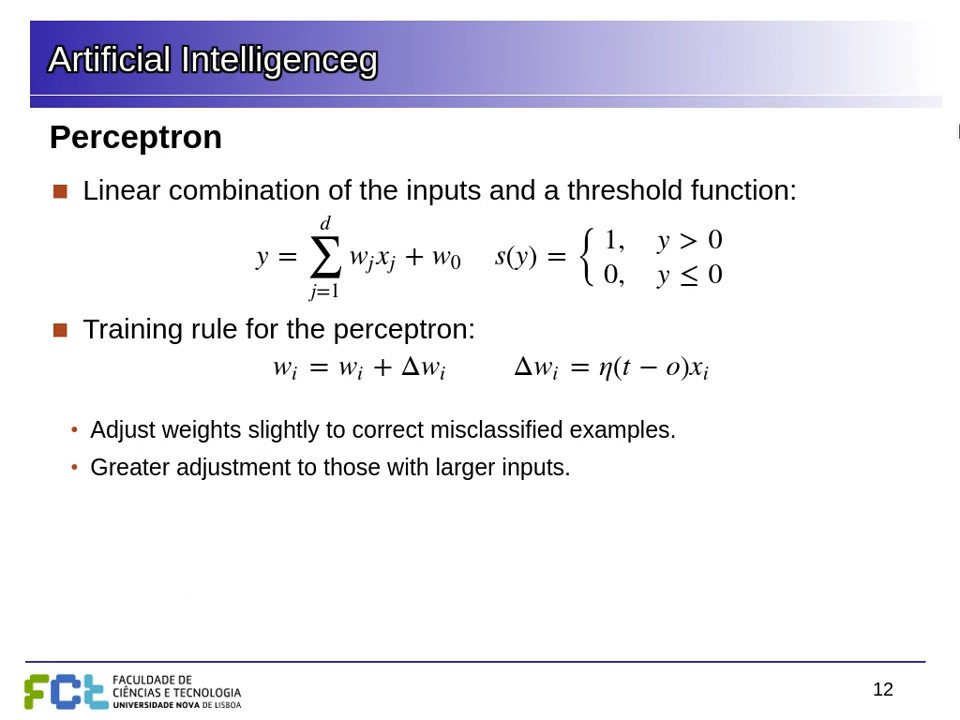 Artificial Intelligenceg
Perceptron
Linear combination of the inputs and a threshold function:
y = ∑_{j=1}^{d} w_j x_j + w_0    s(y) = { 1, y > 0; 0, y ≤ 0
Training rule for the perceptron:
w_i = w_i + Δw_i    Δw_i = η(t − o)x_i
• Adjust weights slightly to correct misclassified examples.
• Greater adjustment to those with larger inputs.
FCt
FACULDADE DE
CIÊNCIAS E TECNOLOGIA
UNIVERSIDADE NOVA DE LISBOA
12